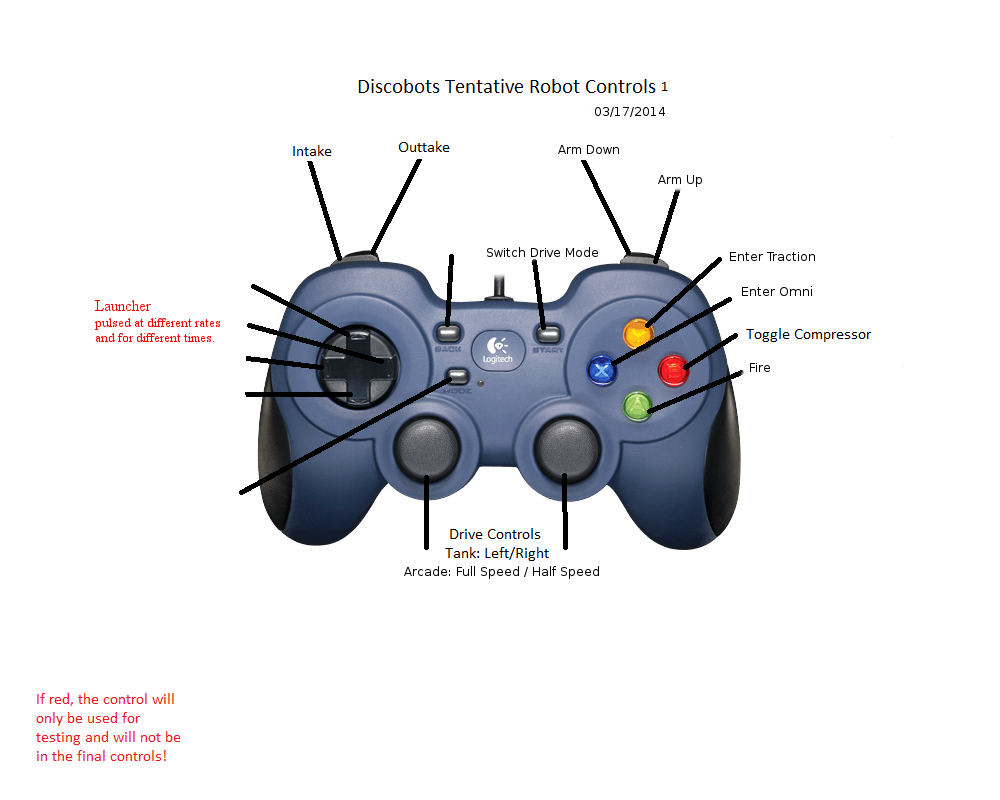 Discobots Tentative Robot Controls 1
03/17/2014
Intake
Outtake
Arm Down
Arm Up
Switch Drive Mode
Enter Traction
Enter Omni
Toggle Compressor
Fire
Launcher
pulsed at different rates
and for different times.
BACK
START
Logitech
MODE
X
Y
B
A
Drive Controls
Tank: Left/Right
Arcade: Full Speed / Half Speed
If red, the control will
only be used for
testing and will not be
in the final controls!